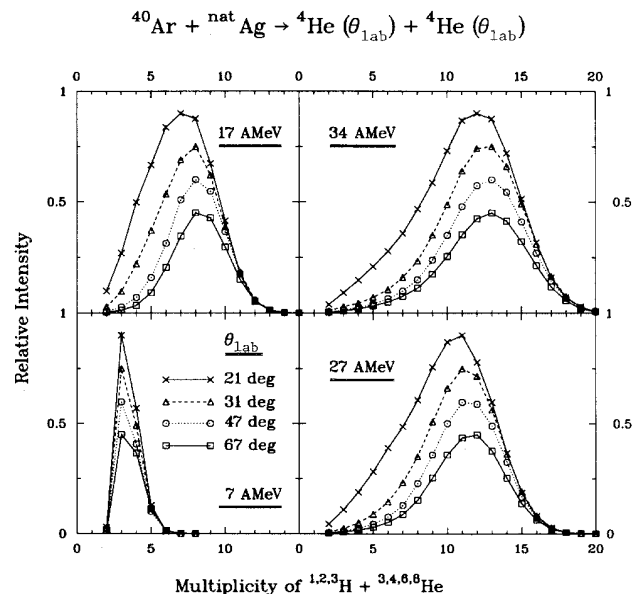 ⁴⁰Ar + ⁿᵃᵗAg → ⁴He (θ_lab) + ⁴He (θ_lab)
0 5 10 0 5 10 15 20
1 17 AMeV 34 AMeV 1
0.5 0.5
1 1
Relative Intensity
θ_lab
21 deg
31 deg
47 deg
67 deg
7 AMeV
27 AMeV
0.5 0.5
0 0
0 5 10 0 5 10 15 20
Multiplicity of ¹,²,³H + ³,⁴,⁶,⁸He